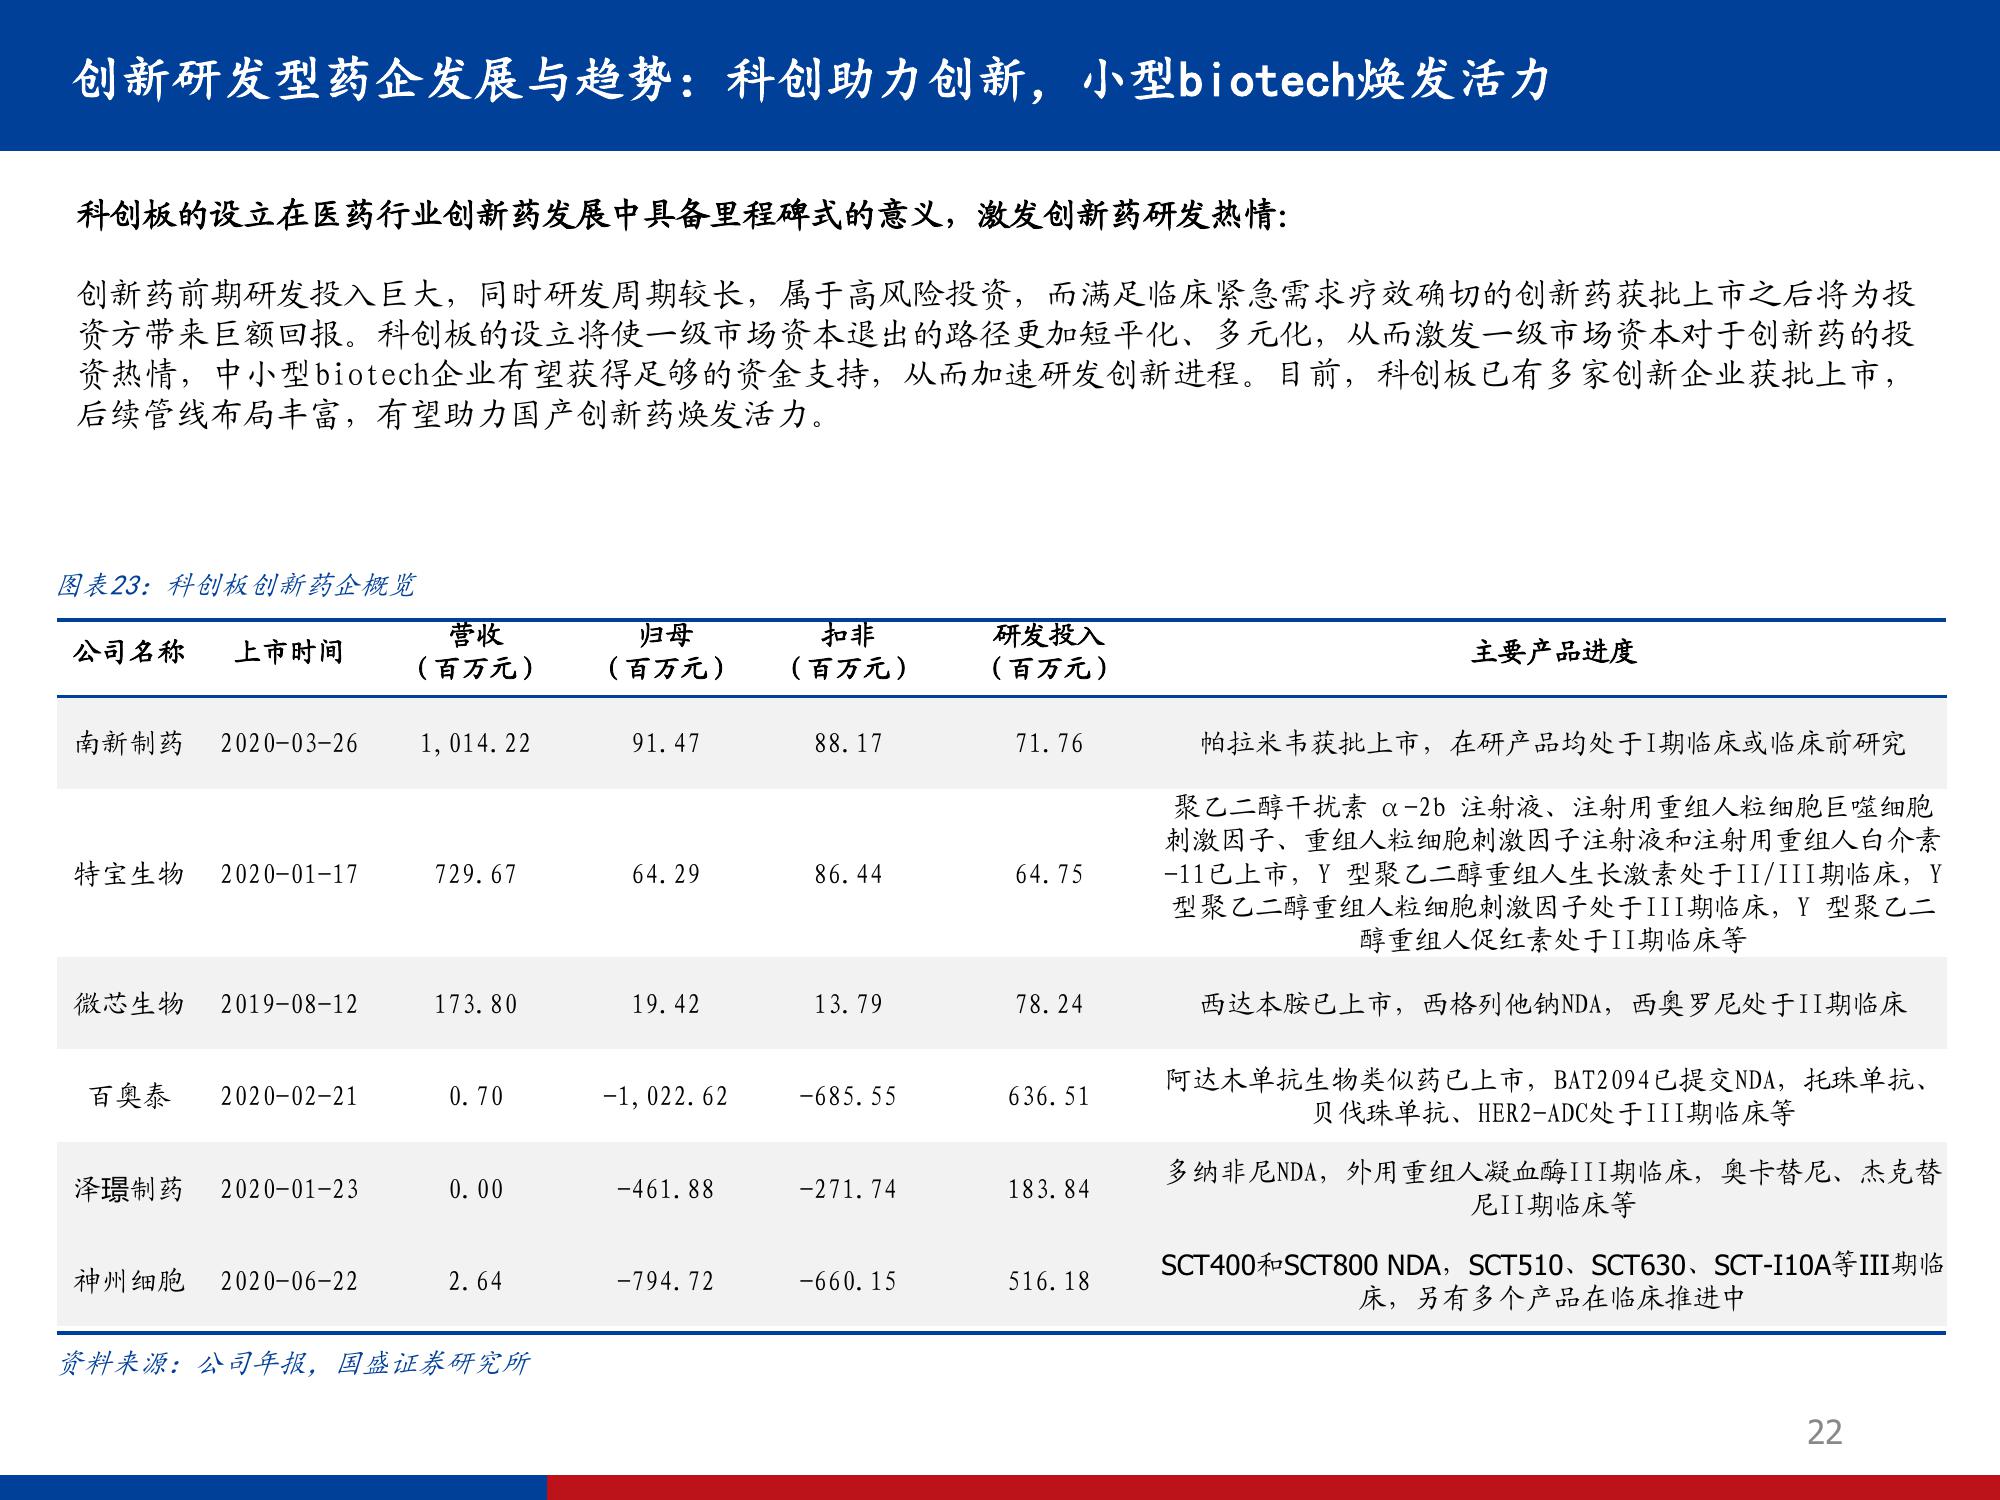 创新研发型药企发展与趋势：科创助力创新，小型biotech焕发活力
科创板的设立在医药行业创新药发展中具备里程碑式的意义，激发创新药研发热情：
创新药前期研发投入巨大，同时研发周期较长，属于高风险投资，而满足临床紧急需求疗效确切的创新药获批上市之后将为投
资方带来巨额回报。科创板的设立将使一级市场资本退出的路径更加短平化、多元化，从而激发一级市场资本对于创新药的投
资热情，中小型biotech企业有望获得足够的资金支持，从而加速研发创新进程。目前，科创板已有多家创新企业获批上市，
后续管线布局丰富，有望助力国产创新药焕发活力。
图表23：科创板创新药企概览
公司名称 上市时间 营收（百万元） 归母（百万元） 扣非（百万元） 研发投入（百万元） 主要产品进度
南新制药 2020-03-26 1,014.22 91.47 88.17 71.76 帕拉米韦获批上市，在研产品均处于I期临床或临床前研究
特宝生物 2020-01-17 729.67 64.29 86.44 64.75 聚乙二醇干扰素 α-2b 注射液、注射用重组人粒细胞巨噬细胞
刺激因子、重组人粒细胞刺激因子注射液和注射用重组人白介素
-11已上市，Y 型聚乙二醇重组人生长激素处于II/III期临床，Y
型聚乙二醇重组人粒细胞刺激因子处于III期临床，Y 型聚乙二
醇重组人促红素处于II期临床等
微芯生物 2019-08-12 173.80 19.42 13.79 78.24 西达本胺已上市，西格列他钠NDA，西奥罗尼处于II期临床
百奥泰 2020-02-21 0.70 -1,022.62 -685.55 636.51 阿达木单抗生物类似药已上市，BAT2094已提交NDA，托珠单抗、
贝伐珠单抗、HER2-ADC处于III期临床等
泽璟制药 2020-01-23 0.00 -461.88 -271.74 183.84 多纳非尼NDA，外用重组人凝血酶III期临床，奥卡替尼、杰克替
尼II期临床等
神州细胞 2020-06-22 2.64 -794.72 -660.15 516.18 SCT400和SCT800 NDA，SCT510、SCT630、SCT-I10A等III期临
床，另有多个产品在临床推进中
资料来源：公司年报，国盛证券研究所
22